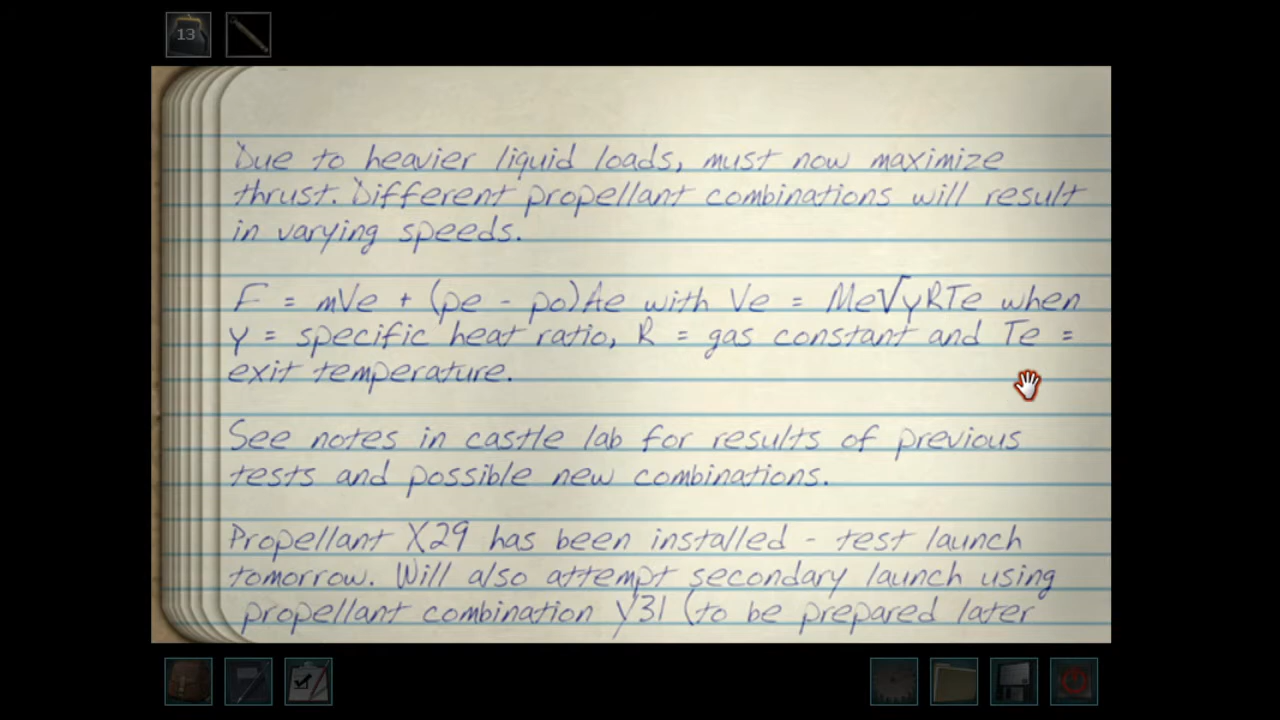 13
Due to heavier liquid loads, must now maximize
thrust. Different propellant combinations will result
in varying speeds.
F = mVe + (pe - po)Ae with Ve = Me√yRTe when
y = specific heat ratio, R = gas constant and Te =
exit temperature.
See notes in castle lab for results of previous
tests and possible new combinations.
Propellant X29 has been installed - test launch
tomorrow. Will also attempt secondary launch using
propellant combination Y31 (to be prepared later